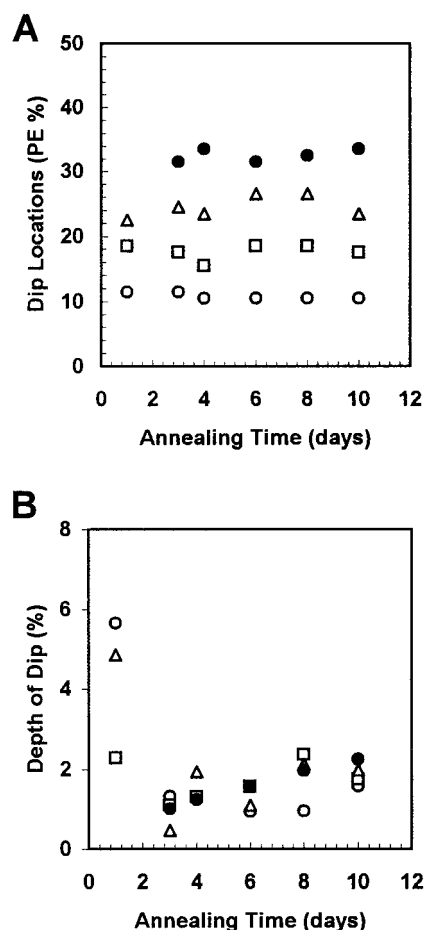 A
50
40
30
20
10
0
Dip Locations (PE %)
0 2 4 6 8 10 12
Annealing Time (days)
B
8
6
4
2
0
Depth of Dip (%)
0 2 4 6 8 10 12
Annealing Time (days)